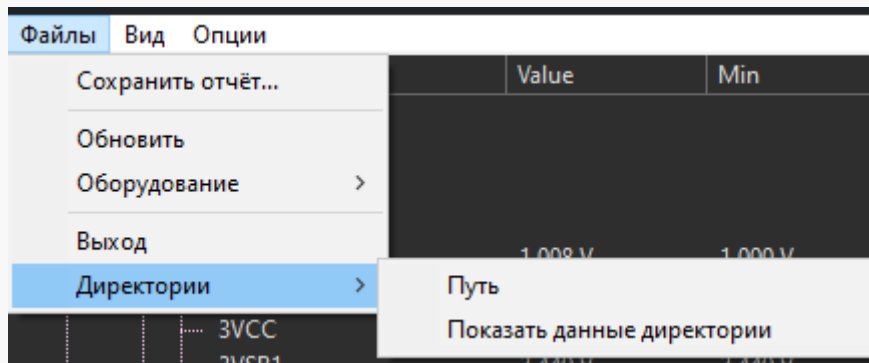 Файлы Вид Опции
Value Min
Сохранить отчёт...
Обновить
Оборудование
Выход
1.008 V 1.000 V
Директории
Путь
3VCC
Показать данные директории
3VSB1